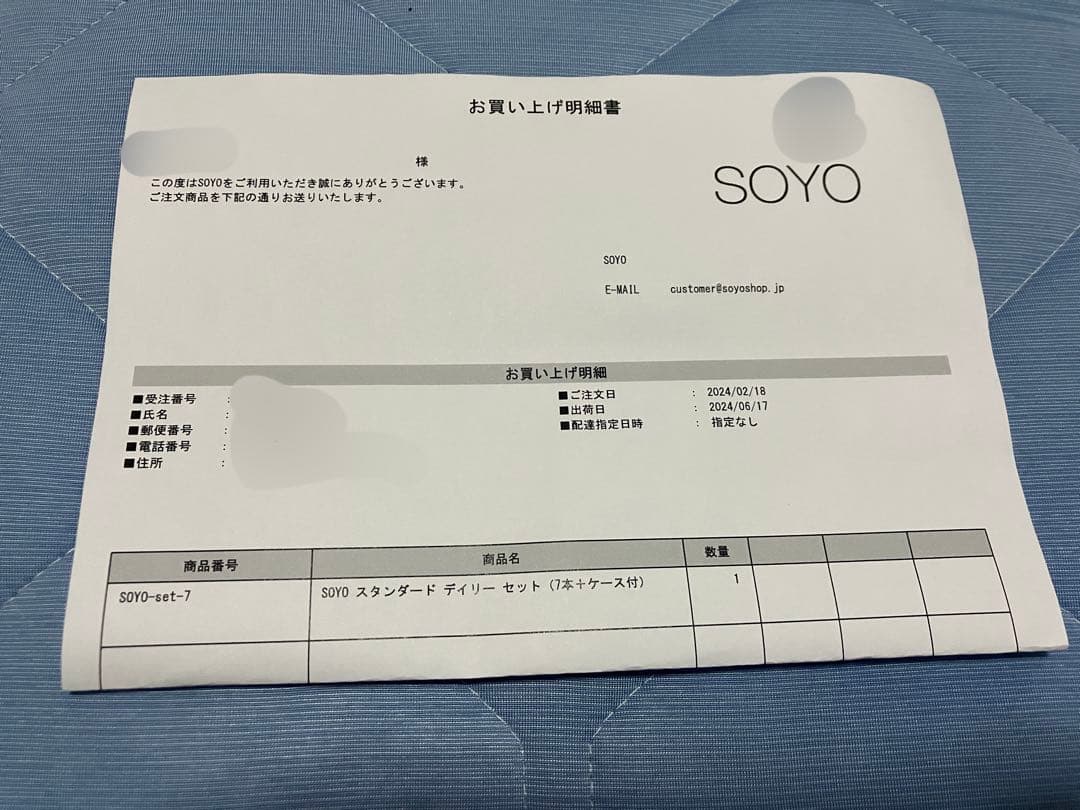 お買い上げ明細書
様
この度はSOYOをご利用いただき誠にありがとうございます。
ご注文商品を下記の通りお送りいたします。
SOYO
SOYO
E-MAIL customer@soyoshop.jp
お買い上げ明細
■受注番号 :
■氏名 :
■郵便番号 :
■電話番号 :
■住所 :
■ご注文日 : 2024/02/18
■出荷日 : 2024/06/17
■配達指定日時 : 指定なし
商品番号 商品名 数量
SOYO-set-7 SOYO スタンダード デイリー セット（7本＋ケース付） 1